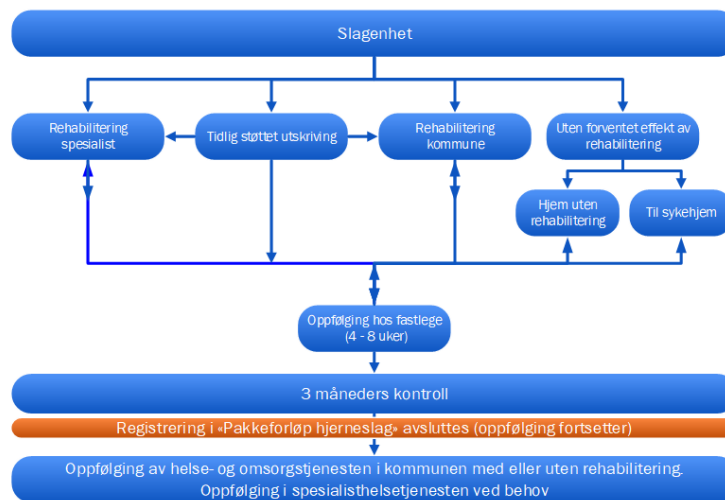 Slagenhet
Rehabilitering
spesialist
Tidlig støttet utskriving
Rehabilitering
kommune
Uten forventet effekt av
rehabilitering
Hjem uten
rehabilitering
Til sykehjem
Oppfølging hos fastlege
(4 - 8 uker)
3 måneders kontroll
Registrering i «Pakkeforløp hjerneslag» avsluttes (oppfølging fortsetter)
Oppfølging av helse- og omsorgstjenesten i kommunen med eller uten rehabilitering.
Oppfølging i spesialisthelsetjenesten ved behov